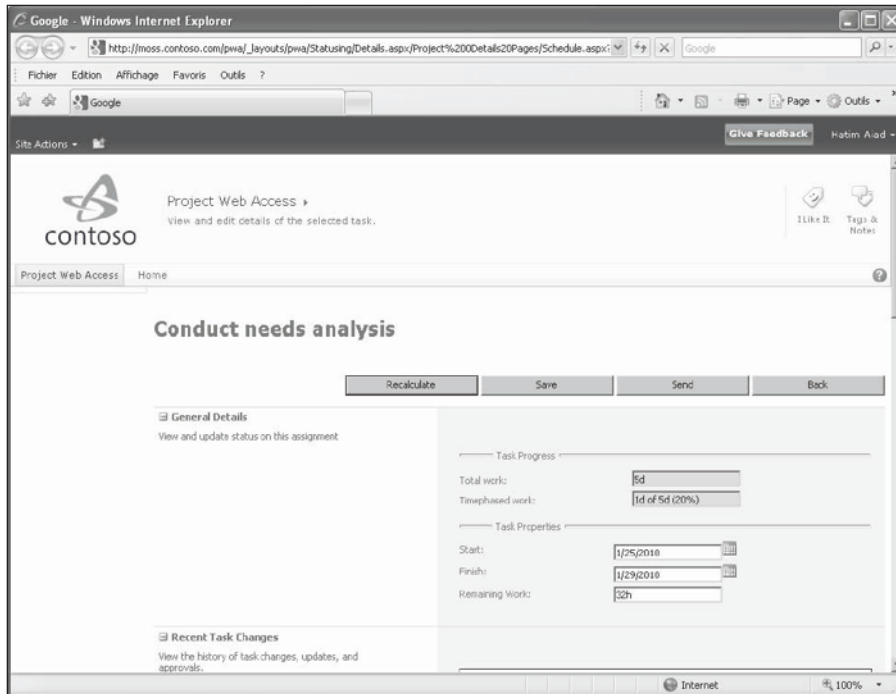 Google - Windows Internet Explorer
http://moss.contoso.com/pwa/_layouts/pwa/Statusing/Details.aspx/Project%200Details20Pages/Schedule.aspx?
Google
Fichier Edition Affichage Favoris Outils ?
Google
Page Outils
Site Actions
Give Feedback
Hatim Aiad
contoso
Project Web Access
View and edit details of the selected task.
I Like It
Tags &
Notes
Project Web Access Home
Conduct needs analysis
Recalculate Save Send Back
General Details
View and update status on this assignment
Task Progress
Total work: 5d
Timephased work: 1d of 5d (20%)
Task Properties
Start: 1/25/2010
Finish: 1/29/2010
Remaining Work: 32h
Recent Task Changes
View the history of task changes, updates, and
approvals.
Internet 100%